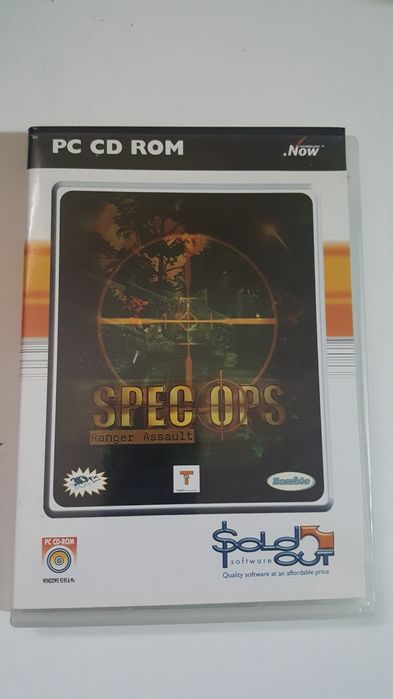 PC CD ROM
.Now
SPEC OPS
Ranger Assault
T
Zombie
PC CD-ROM
WINDOWS 95/98 & Me
Sold
software OUT
Quality software at an affordable price